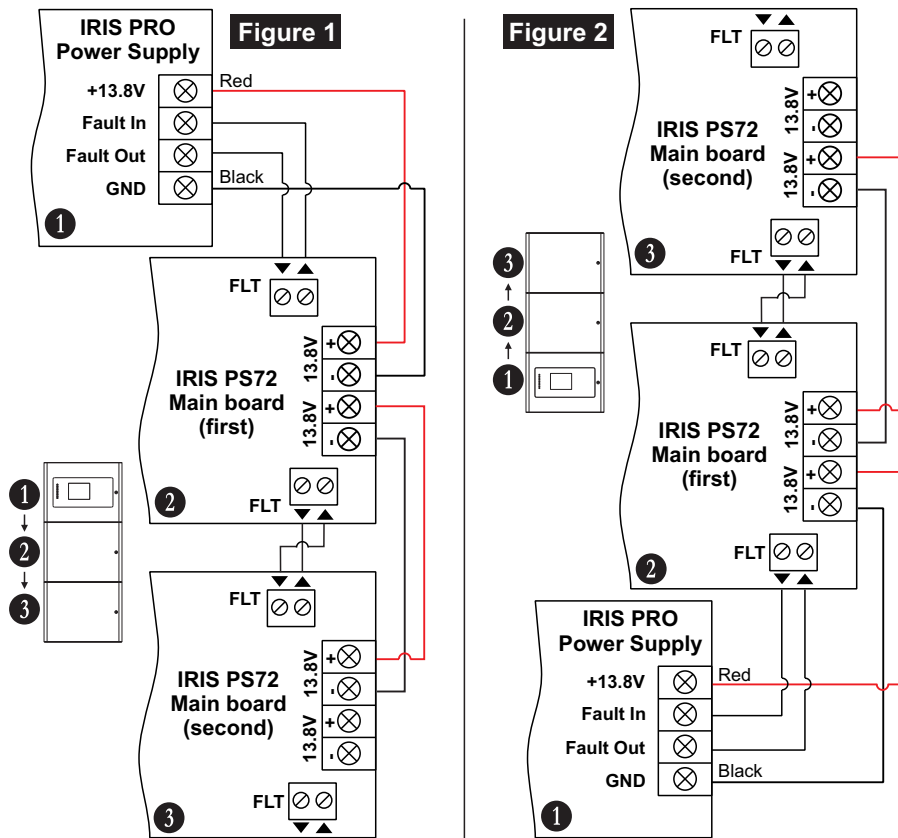 Figure 1
IRIS PRO
Power Supply
+13.8V
Fault In
Fault Out
GND
Red
Black
1
FLT
IRIS PS72
Main board
(first)
+
-
13.8V
+
-
13.8V
FLT
2
FLT
IRIS PS72
Main board
(second)
+
-
13.8V
+
-
13.8V
FLT
3
1
2
3
Figure 2
FLT
IRIS PS72
Main board
(second)
+
-
13.8V
+
-
13.8V
FLT
3
3
2
1
FLT
IRIS PS72
Main board
(first)
+
-
13.8V
+
-
13.8V
FLT
2
IRIS PRO
Power Supply
+13.8V
Fault In
Fault Out
GND
Red
Black
1